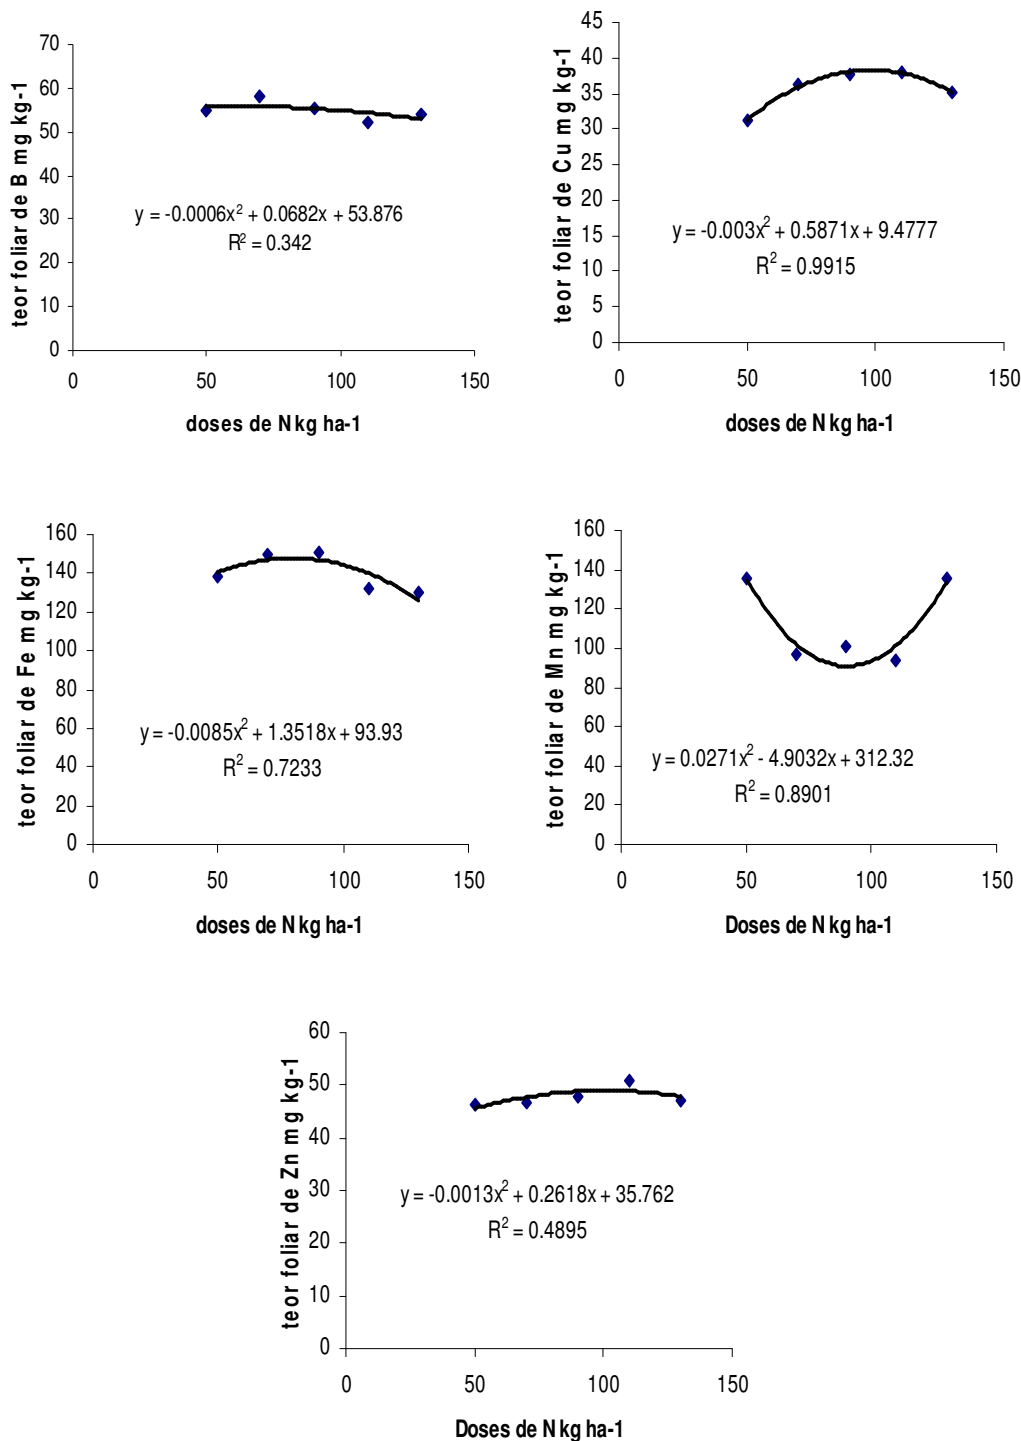 teor foliar de B mg kg-1
70
60
50
40
30
20
10
0
y = -0.0006x² + 0.0682x + 53.876
R² = 0.342
0 50 100 150
doses de N kg ha-1
teor foliar de Cu mg kg-1
45
40
35
30
25
20
15
10
5
0
y = -0.003x² + 0.5871x + 9.4777
R² = 0.9915
0 50 100 150
doses de N kg ha-1
teor foliar de Fe mg kg-1
160
140
120
100
80
60
40
20
0
y = -0.0085x² + 1.3518x + 93.93
R² = 0.7233
0 50 100 150
doses de N kg ha-1
teor foliar de Mn mg kg-1
160
140
120
100
80
60
40
20
0
y = 0.0271x² - 4.9032x + 312.32
R² = 0.8901
0 50 100 150
Doses de N kg ha-1
teor foliar de Zn mg kg-1
60
50
40
30
20
10
0
y = -0.0013x² + 0.2618x + 35.762
R² = 0.4895
0 50 100 150
Doses de N kg ha-1